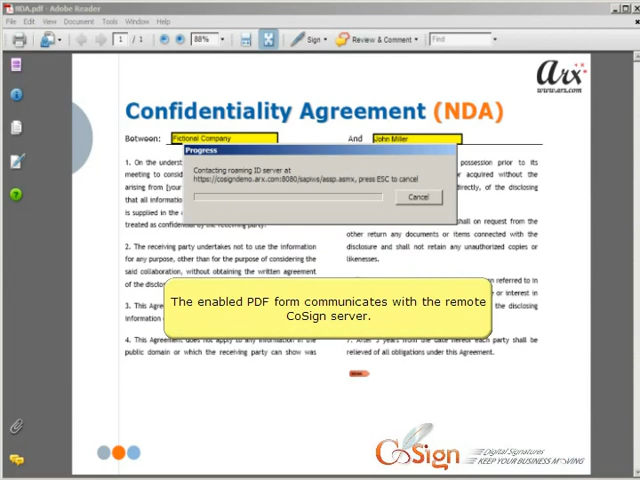 NDA.pdf - Adobe Reader
File Edit View Document Tools Window Help
1 / 1 88% Sign Review & Comment Find
Arx
www.arx.com
Confidentiality Agreement (NDA)
Between: Fictional Company And John Miller
Progress
Contacting roaming ID server at
https://cosigndemo.arx.com:8080/sapiws/assp.asmx, press ESC to cancel
Cancel
1. On the underst
meeting to consider
arising from [your
that all informatio
is supplied in the
treated as confidential by the
2. The receiving party undertakes not to use the information
for any purpose, other than for the purpose of considering the
said collaboration, without obtaining the written agreement
of the disclo
3. This Agre
information
4. This Agreement does not apply to any information in the
public domain or which the receiving party can show was
possession prior to its
or acquired without the
directly, of the disclosing
shall on request from the
other return any documents or items connected with the
disclosure and shall not retain any unauthorized copies or
likenesses.
en referred to in
or interest in
the disclosing
7. After 3 years from the date hereof each party shall be
relieved of all obligations under this Agreement.
The enabled PDF form communicates with the remote
CoSign server.
CoSign Digital Signatures
KEEP YOUR BUSINESS MOVING